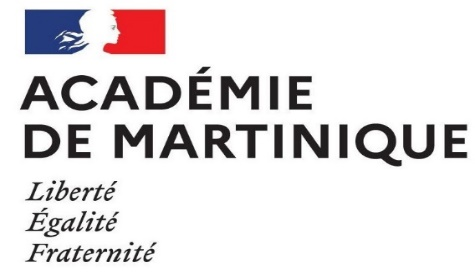 ACADÉMIE
DE MARTINIQUE
Liberté
Égalité
Fraternité